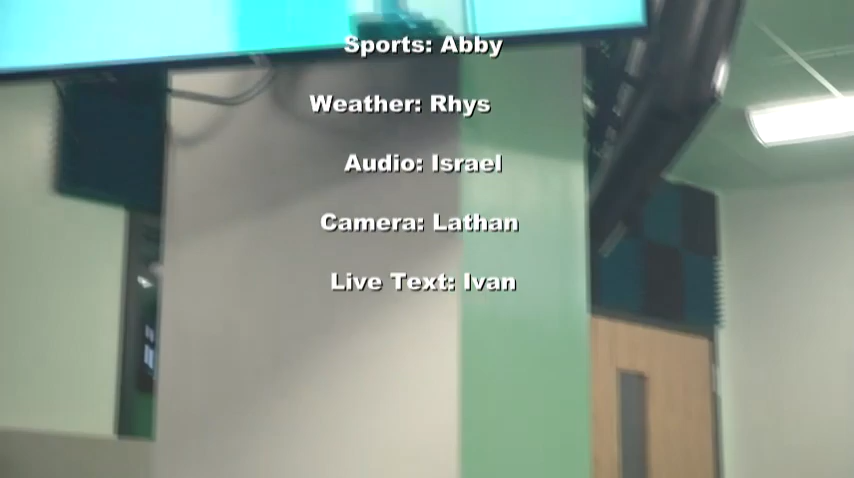 Sports: Abby
Weather: Rhys
Audio: Israel
Camera: Lathan
Live Text: Ivan